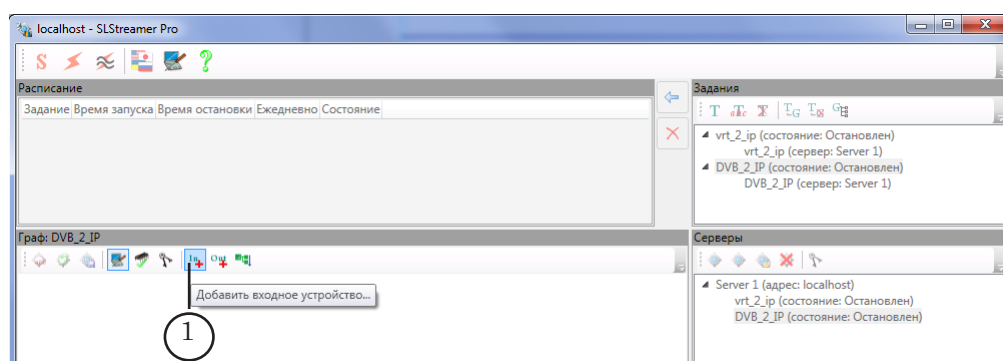 localhost - SLStreamer Pro
Расписание
Задание Время запуска Время остановки Ежедневно Состояние
Задания
vrt_2_ip (состояние: Остановлен)
vrt_2_ip (сервер: Server 1)
DVB_2_IP (состояние: Остановлен)
DVB_2_IP (сервер: Server 1)
Граф: DVB_2_IP
In Out
Добавить входное устройство...
1
Серверы
Server 1 (адрес: localhost)
vrt_2_ip (состояние: Остановлен)
DVB_2_IP (состояние: Остановлен)